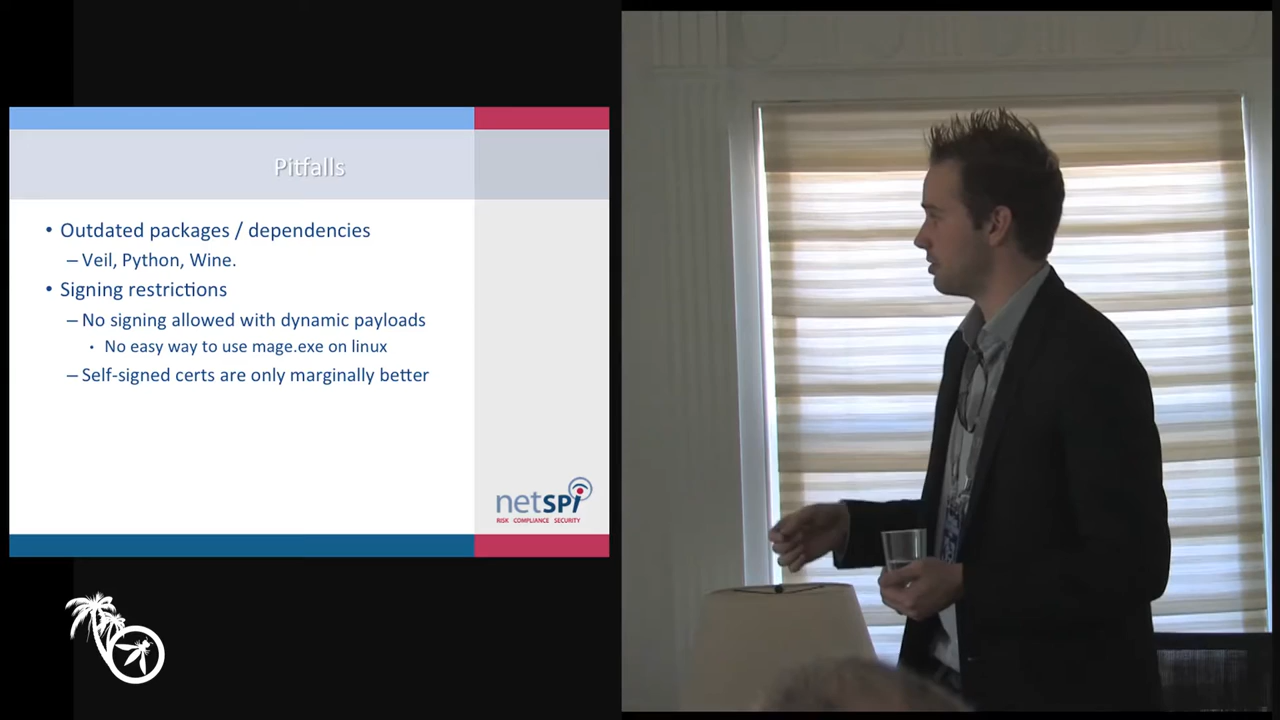 Pitfalls
• Outdated packages / dependencies
– Veil, Python, Wine.
• Signing restrictions
– No signing allowed with dynamic payloads
• No easy way to use mage.exe on linux
– Self-signed certs are only marginally better
netSPI
RISK COMPLIANCE SECURITY